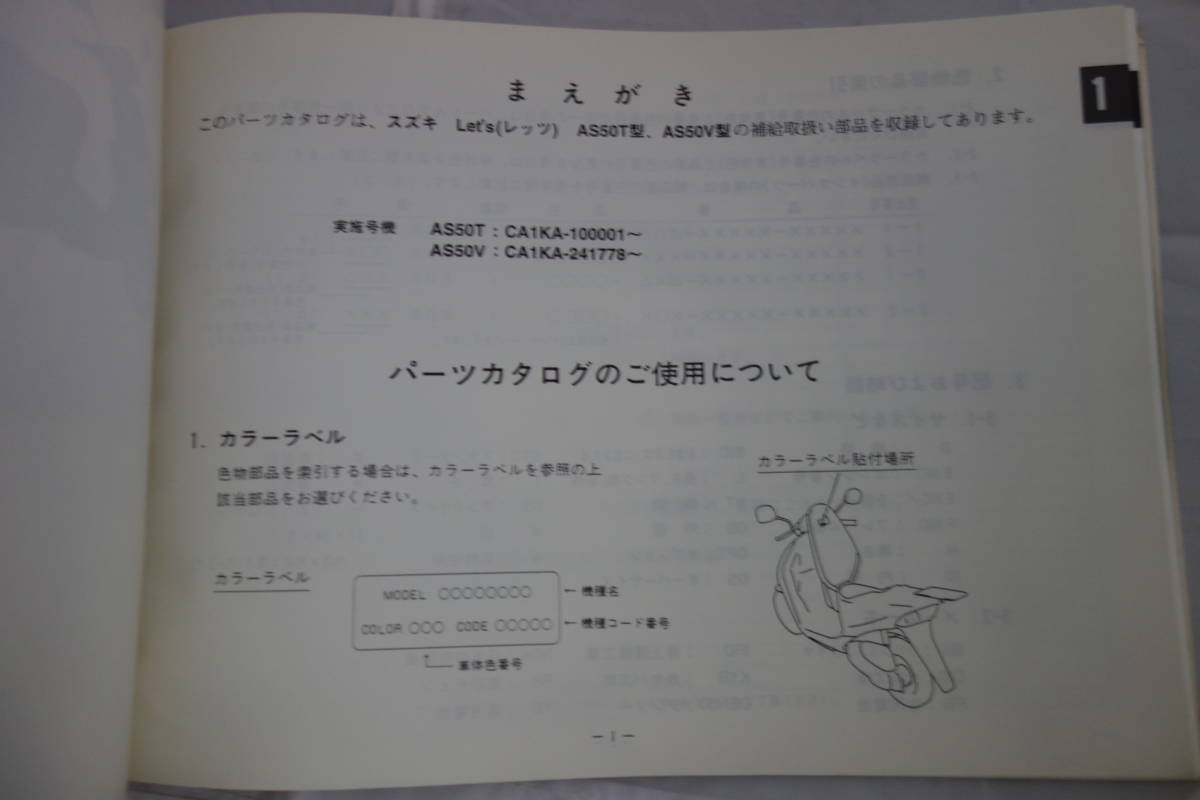 1
まえがき
このパーツカタログは、スズキ Let's(レッツ) AS50T型、AS50V型の補給取扱い部品を収録してあります。
実施号機 AS50T：CA1KA-100001〜
AS50V：CA1KA-241778〜
パーツカタログのご使用について
1. カラーラベル
色物部品を索引する場合は、カラーラベルを参照の上
該当部品をお選びください。
カラーラベル貼付場所
カラーラベル
MODEL ○○○○○○○○ ←機種名
COLOR ○○○ CODE ○○○○○ ←機種コード番号
車体色番号
－1－